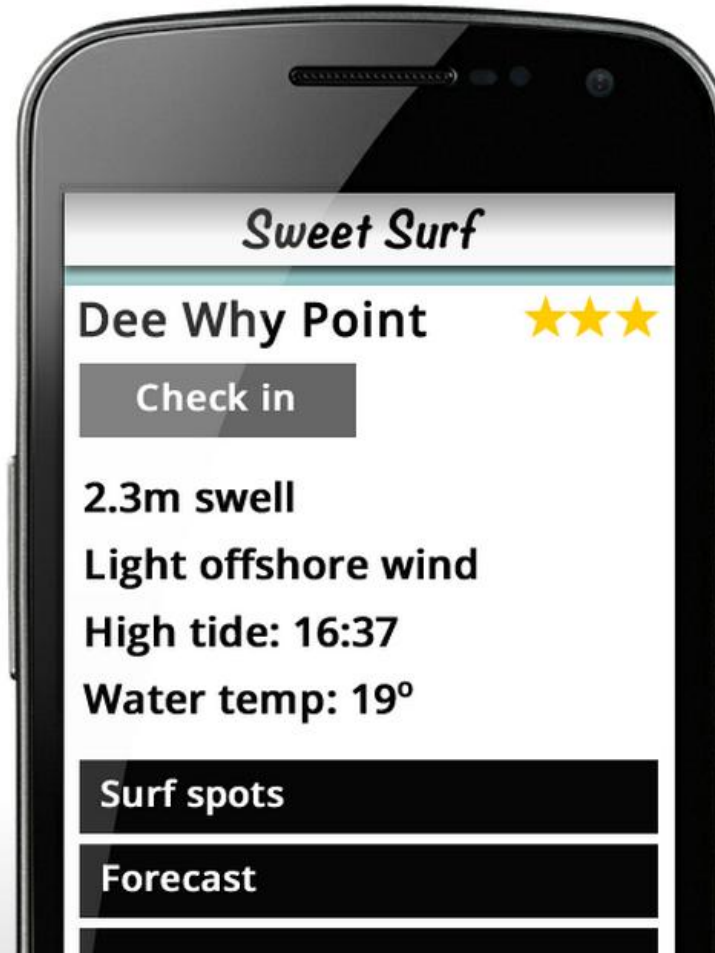 Sweet Surf
Dee Why Point
Check in
2.3m swell
Light offshore wind
High tide: 16:37
Water temp: 19º
Surf spots
Forecast